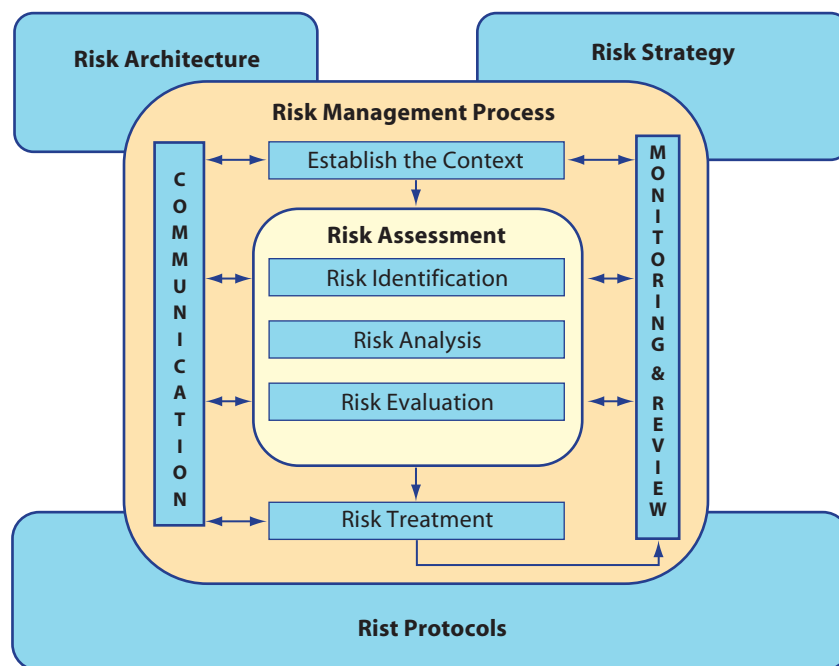 Risk Architecture
Risk Strategy
Risk Management Process
Establish the Context
COMMUNICATION
MONITORING & REVIEW
Risk Assessment
Risk Identification
Risk Analysis
Risk Evaluation
Risk Treatment
Rist Protocols